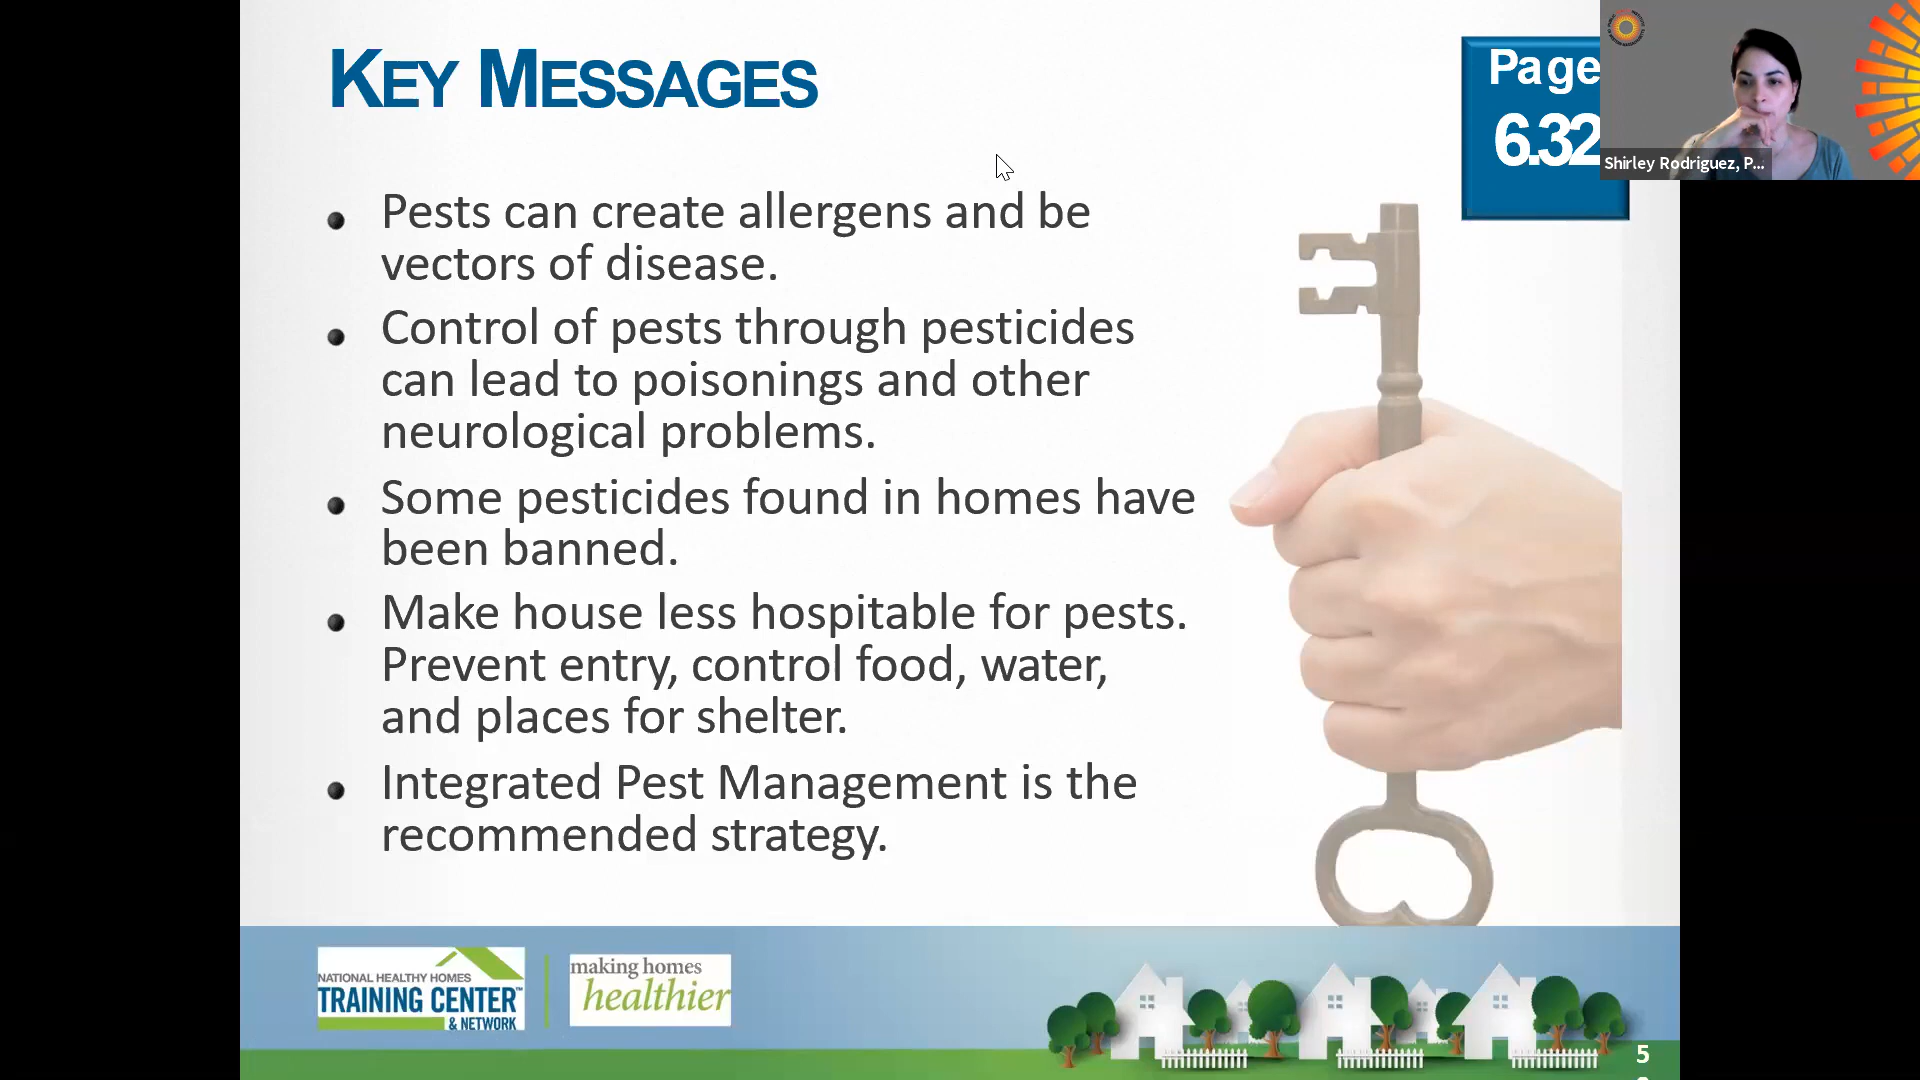 KEY MESSAGES
Page
6.32
Shirley Rodriguez, P...
Pests can create allergens and be
vectors of disease.
Control of pests through pesticides
can lead to poisonings and other
neurological problems.
Some pesticides found in homes have
been banned.
Make house less hospitable for pests.
Prevent entry, control food, water,
and places for shelter.
Integrated Pest Management is the
recommended strategy.
NATIONAL HEALTHY HOMES
TRAINING CENTER™
& NETWORK
making homes
healthier
5